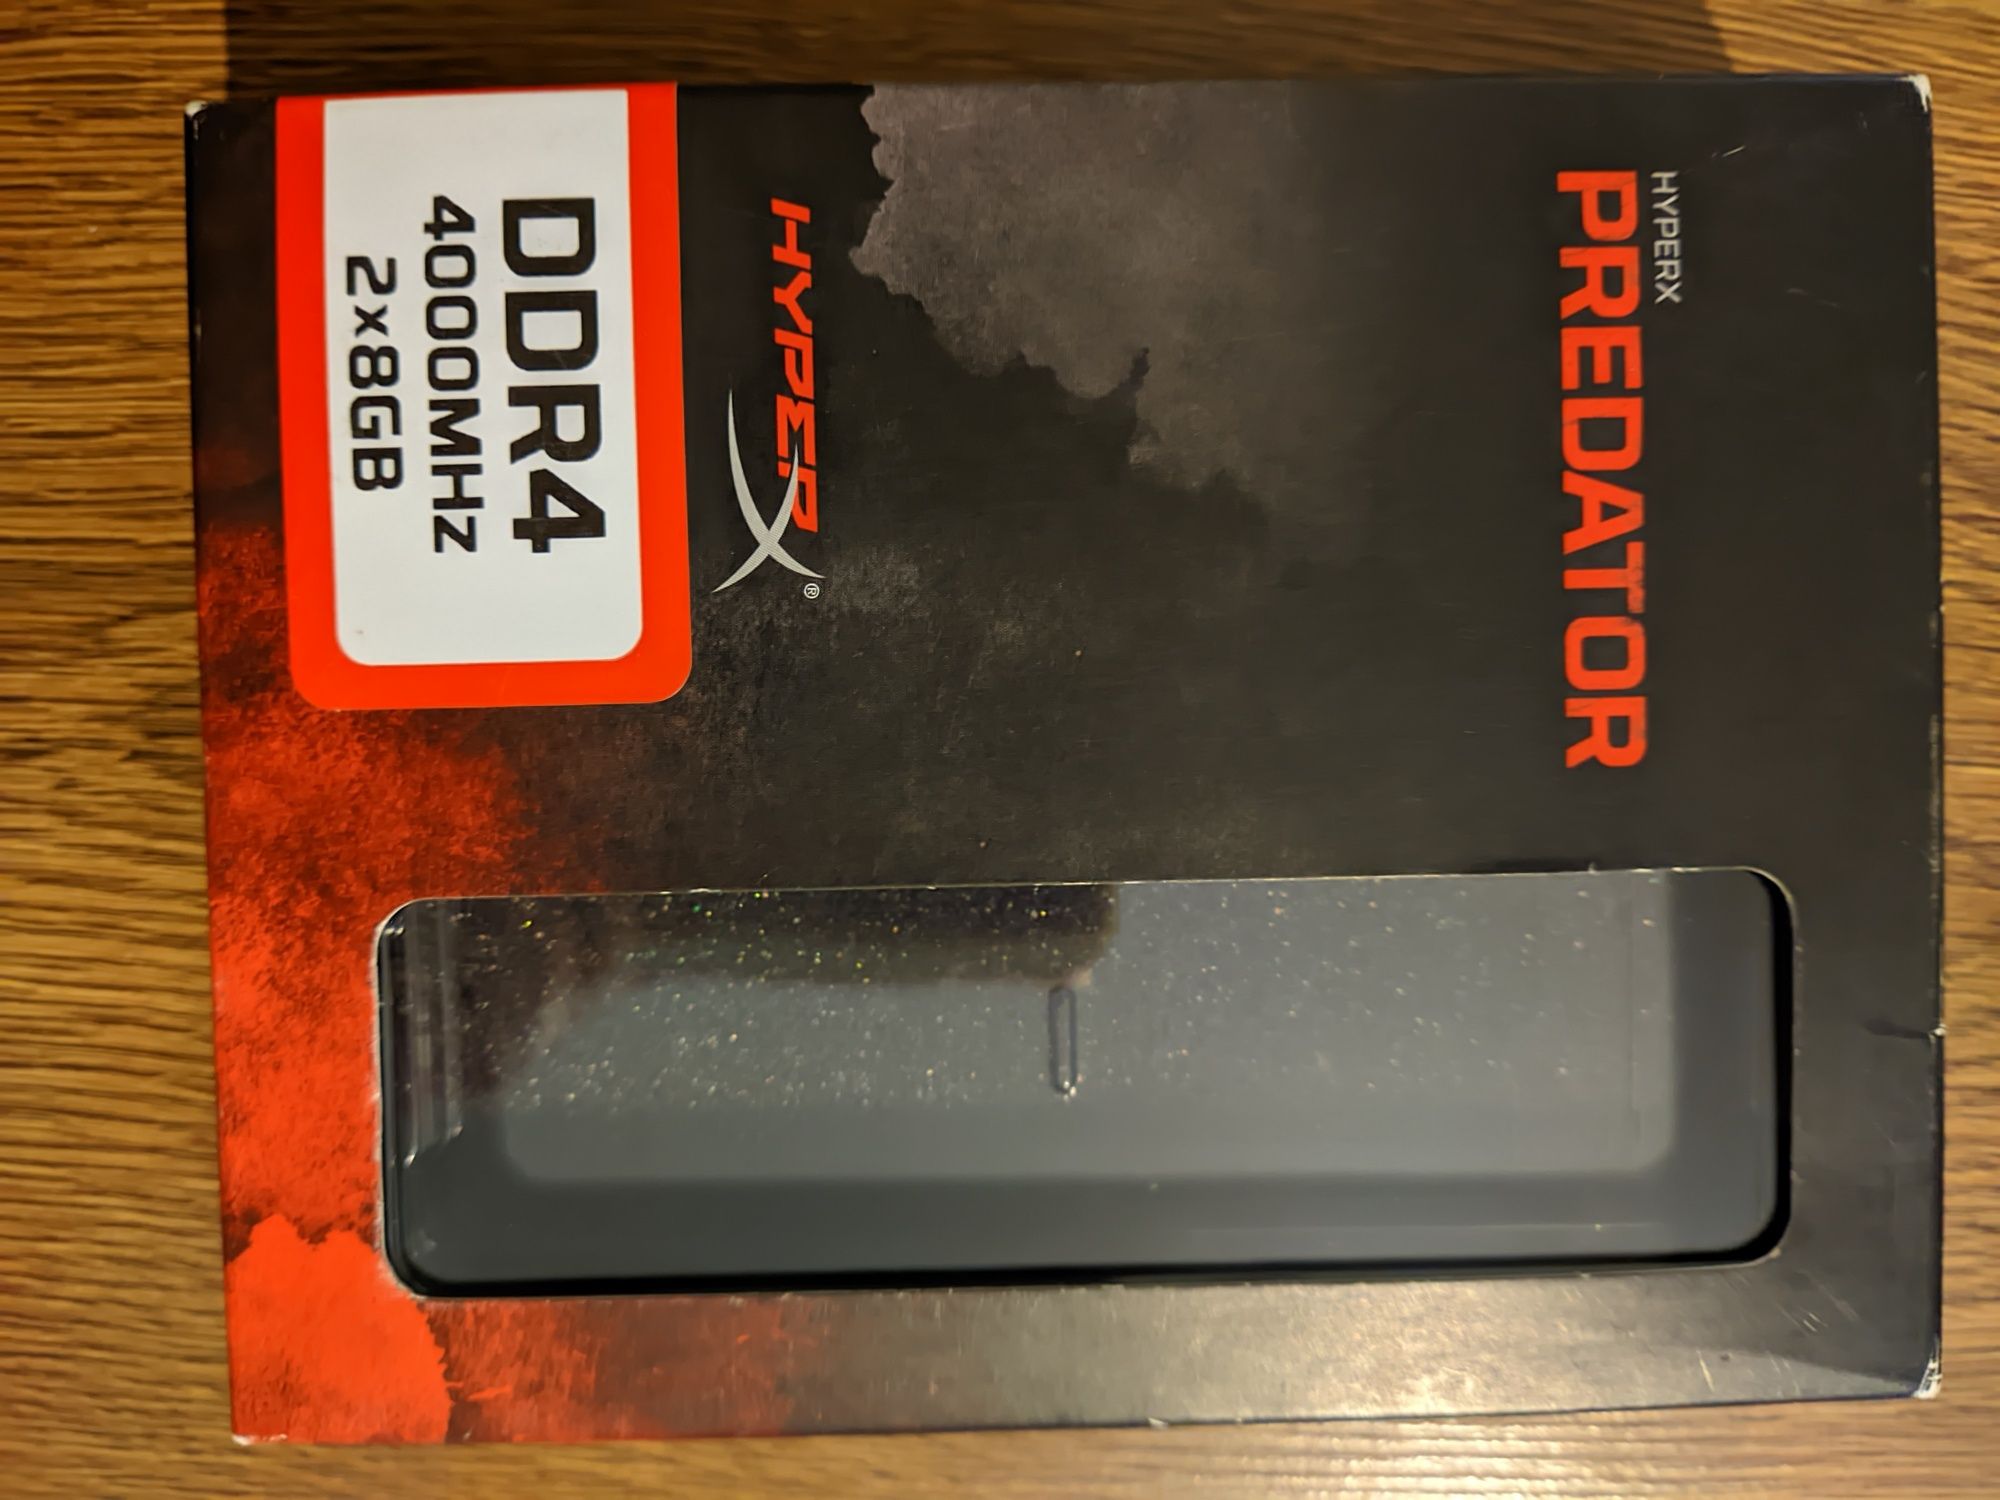 HYPERX
PREDATOR
HYPERX®
DDR4
4000MHz
2x8GB